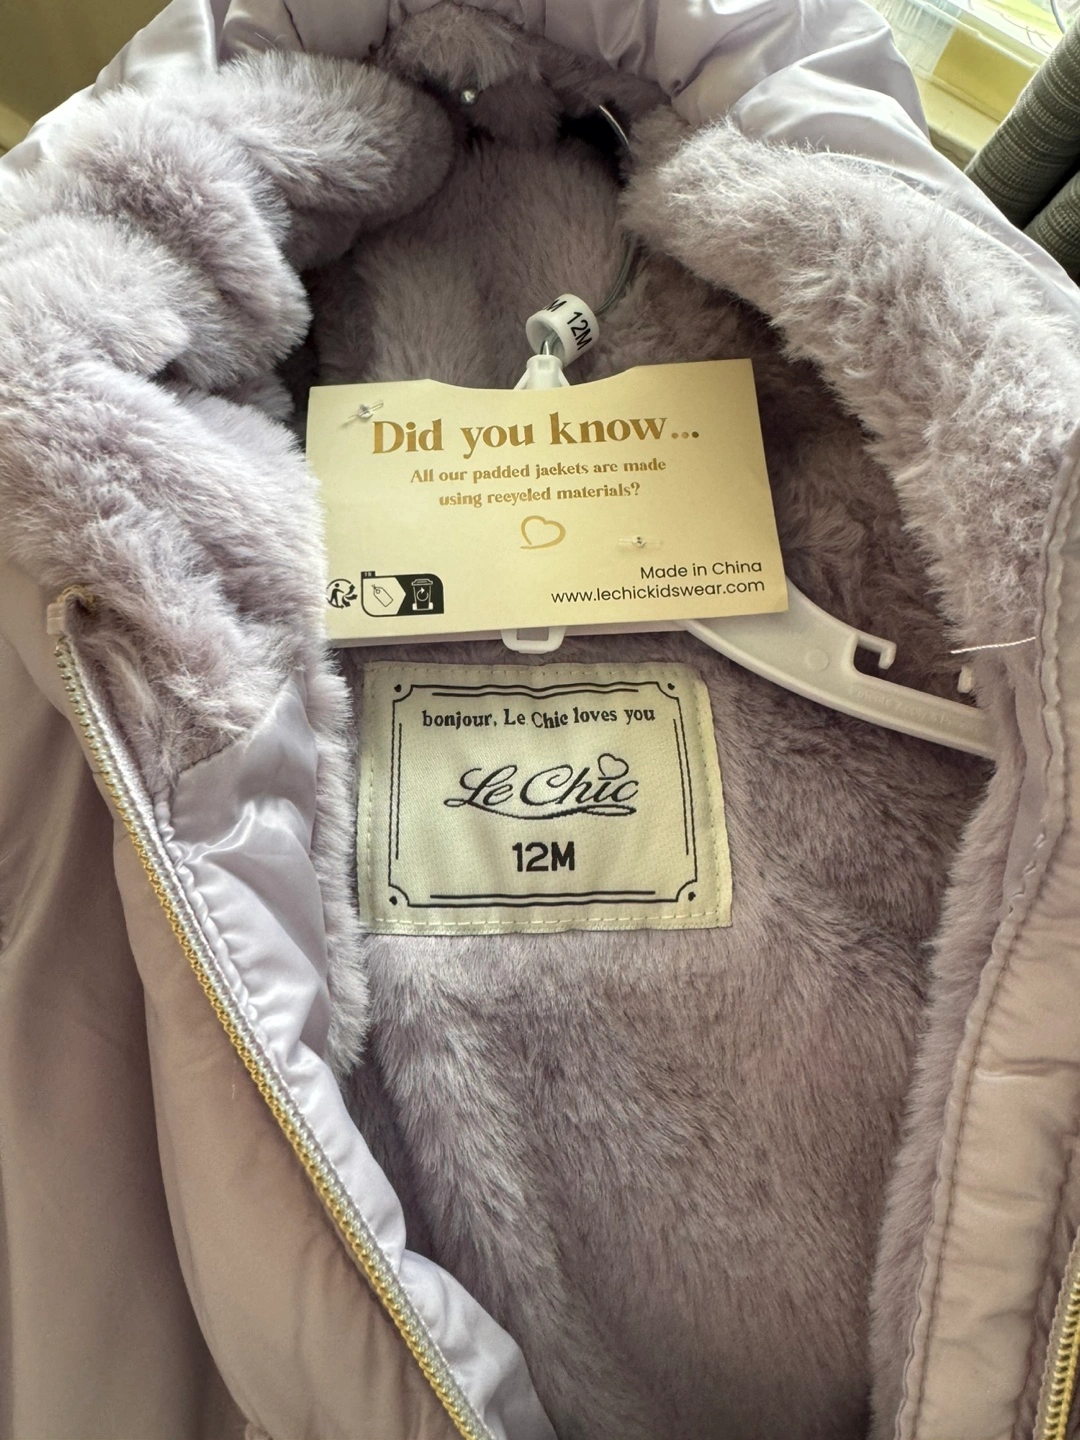 12M
Did you know...
All our padded jackets are made
using recycled materials?
FR
Made in China
www.lechickidswear.com
bonjour, Le Chic loves you
Le Chic
12M